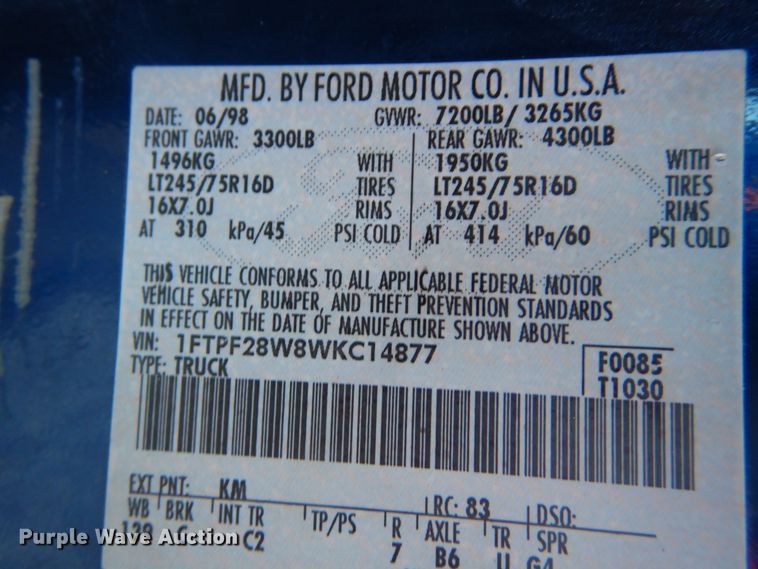 MFD. BY FORD MOTOR CO. IN U.S.A.
DATE: 06/98 GVWR: 7200LB/ 3265KG
FRONT GAWR: 3300LB REAR GAWR: 4300LB
1496KG WITH 1950KG WITH
LT245/75R16D TIRES LT245/75R16D TIRES
16X7.0J RIMS 16X7.0J RIMS
AT 310 kPa/45 PSI COLD AT 414 kPa/60 PSI COLD
THIS VEHICLE CONFORMS TO ALL APPLICABLE FEDERAL MOTOR
VEHICLE SAFETY, BUMPER, AND THEFT PREVENTION STANDARDS
IN EFFECT ON THE DATE OF MANUFACTURE SHOWN ABOVE.
VIN: 1FTPF28W8WKC14877 F0085
TYPE: TRUCK T1030
EXT PNT: KM RC: 83 DSO:
WB BRK INT TR TP/PS R AXLE TR SPR
139 C2 7 B6 U G4
Purple Wave Auction